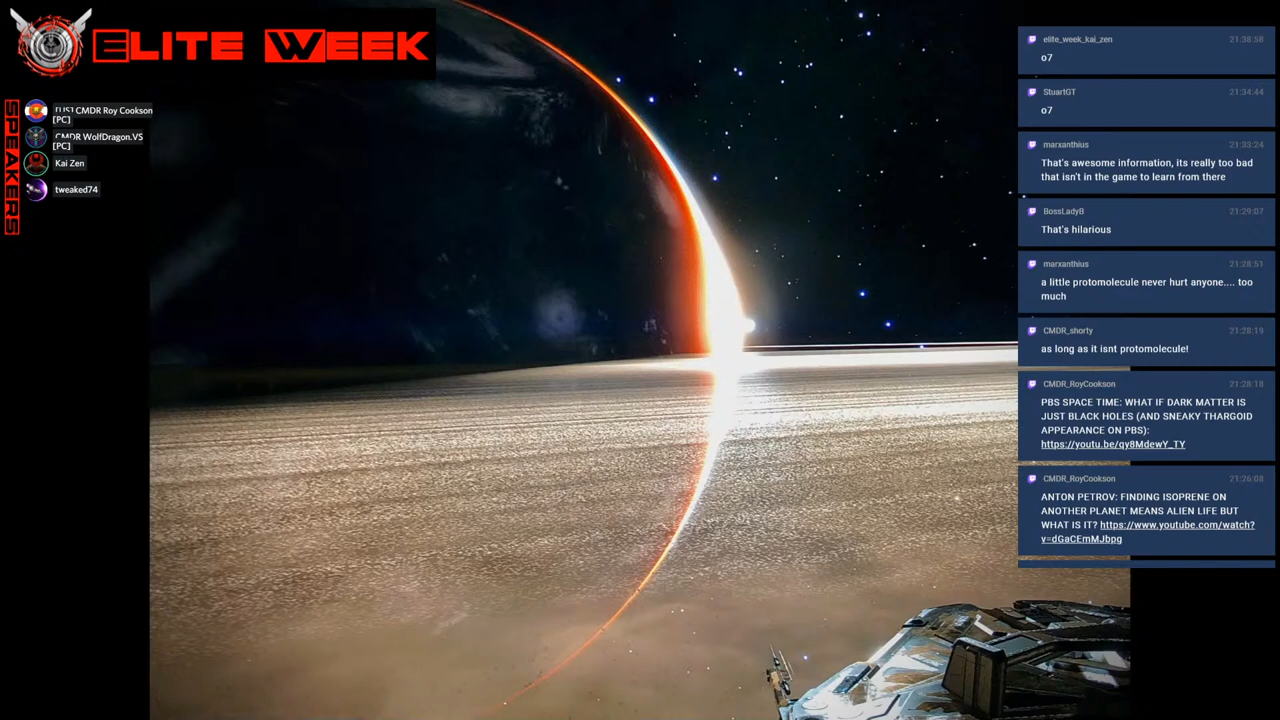 ELITE WEEK
SPEAKERS
[US] CMDR Roy Cookson
[PC]
CMDR WolfDragon.VS
[PC]
Kai Zen
tweaked74
elite_week_kai_zen 21:38:58
o7
StuartGT 21:34:44
o7
marxanthius 21:33:24
That's awesome information, its really too bad
that isn't in the game to learn from there
BossLadyB 21:29:07
That's hilarious
marxanthius 21:28:51
a little protomolecule never hurt anyone.... too
much
CMDR_shorty 21:28:19
as long as it isnt protomolecule!
CMDR_RoyCookson 21:28:18
PBS SPACE TIME: WHAT IF DARK MATTER IS
JUST BLACK HOLES (AND SNEAKY THARGOID
APPEARANCE ON PBS):
https://youtu.be/qy8MdewY_TY
CMDR_RoyCookson 21:26:08
ANTON PETROV: FINDING ISOPRENE ON
ANOTHER PLANET MEANS ALIEN LIFE BUT
WHAT IS IT? https://www.youtube.com/watch?
v=dGaCEmMJbpg